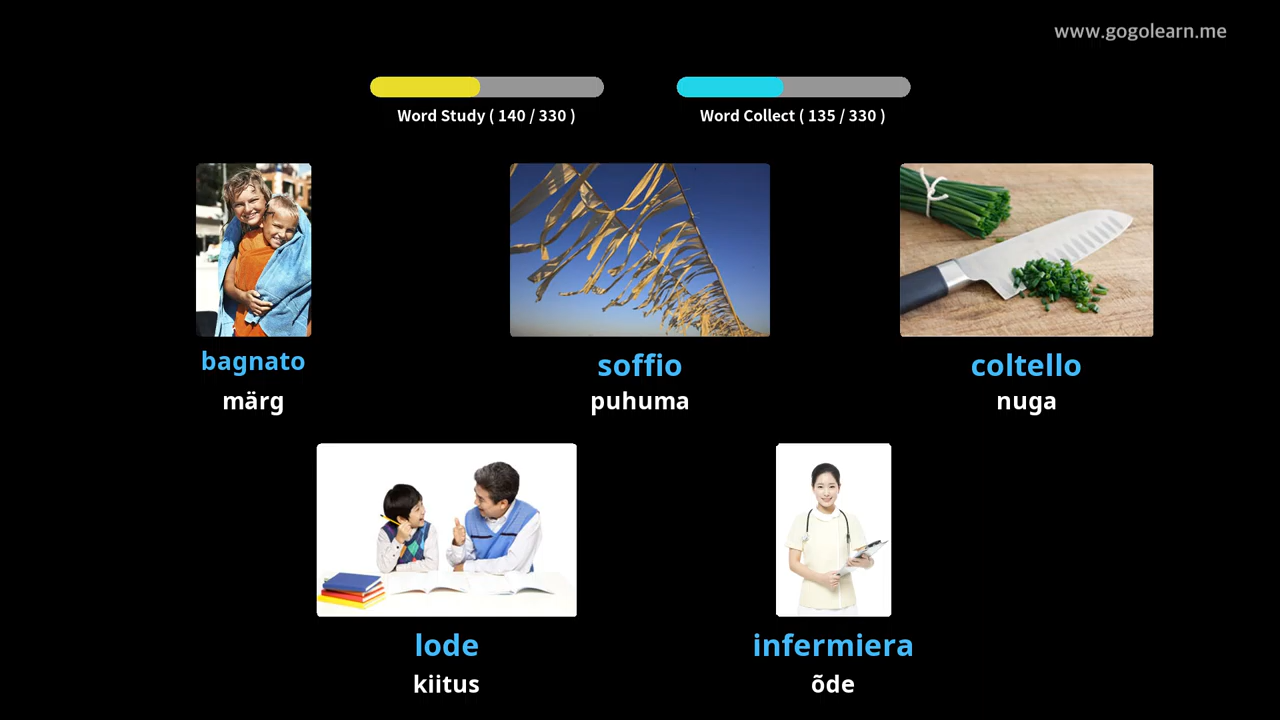 www.gogolearn.me
Word Study ( 140 / 330 )
Word Collect ( 135 / 330 )
bagnato
märg
soffio
puhuma
coltello
nuga
lode
kiitus
infermiera
õde